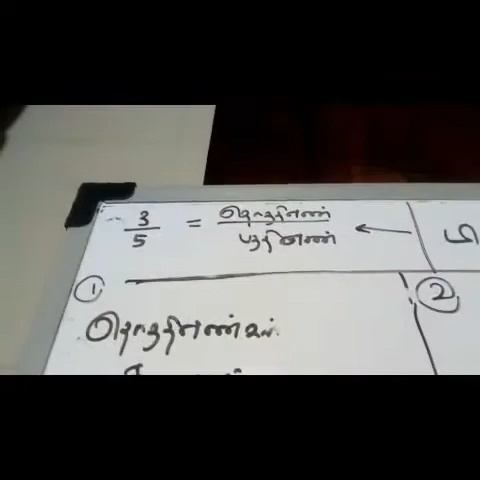 3/5 = தொகுதிஎண் / பகுதிஎண் ←
மி
① ②
தொகுதிஎண்கள்